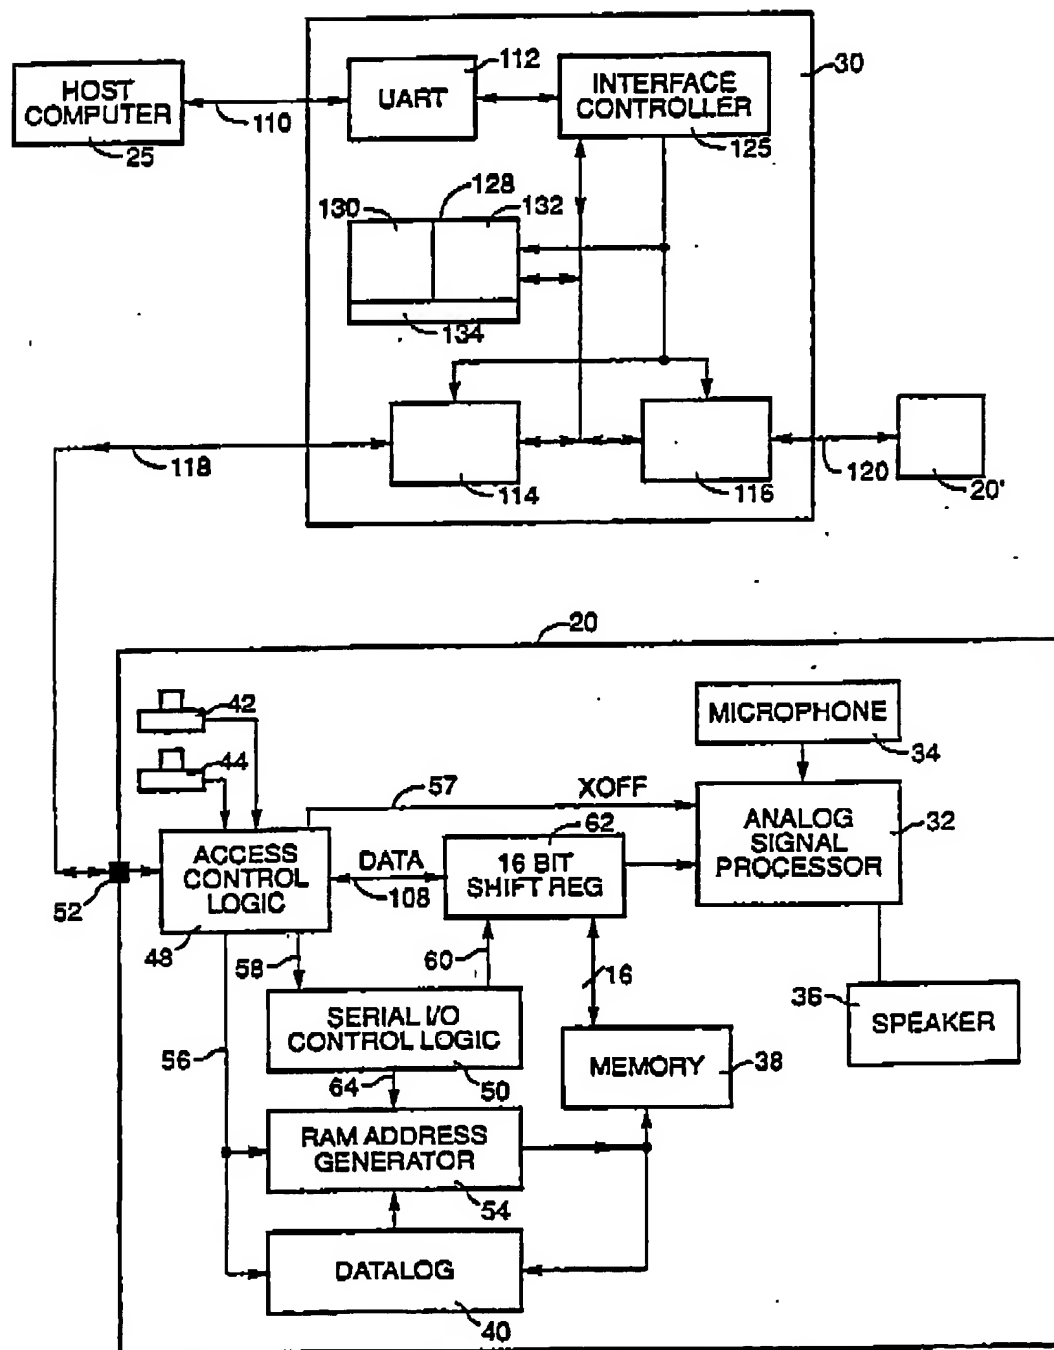 HOST
COMPUTER
25
110
UART
112
INTERFACE
CONTROLLER
125
30
130
128
132
134
118
114
116
120
20'
20
42
44
MICROPHONE
34
57
XOFF
ACCESS
CONTROL
LOGIC
48
52
DATA
108
62
16 BIT
SHIFT REG
ANALOG
SIGNAL
PROCESSOR
32
58
60
16
36
SPEAKER
56
SERIAL I/O
CONTROL LOGIC
50
64
MEMORY
38
RAM ADDRESS
GENERATOR
54
DATALOG
40